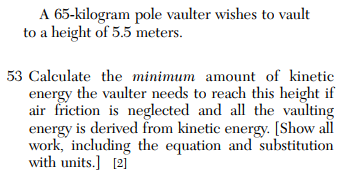 A 65-kilogram pole vaulter wishes to vault
to a height of 5.5 meters.
53 Calculate the minimum amount of kinetic
energy the vaulter needs to reach this height if
air friction is neglected and all the vaulting
energy is derived from kinetic energy. [Show all
work, including the equation and substitution
with units.] [2]